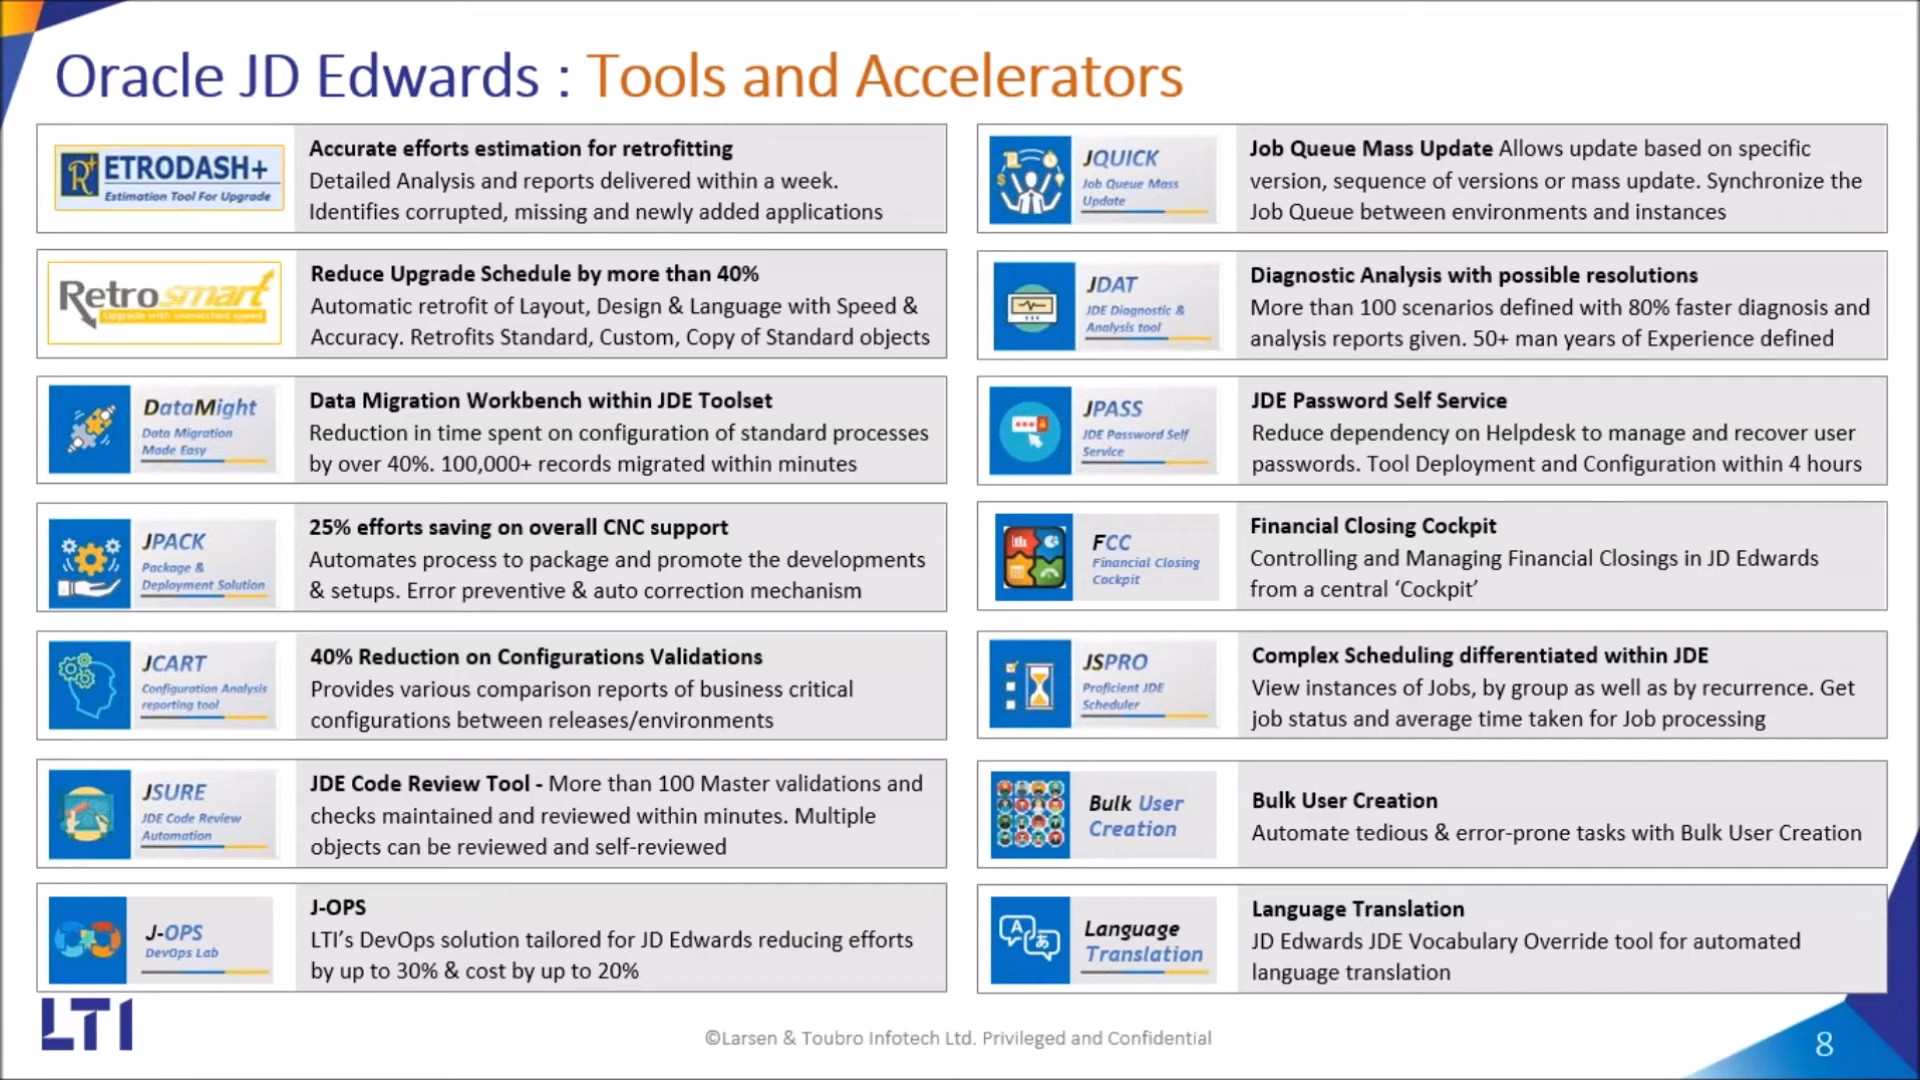 Oracle JD Edwards : Tools and Accelerators
RETRODASH+
Estimation Tool For Upgrade
Accurate efforts estimation for retrofitting
Detailed Analysis and reports delivered within a week.
Identifies corrupted, missing and newly added applications
Retrosmart
Upgrade with unmatched speed
Reduce Upgrade Schedule by more than 40%
Automatic retrofit of Layout, Design & Language with Speed &
Accuracy. Retrofits Standard, Custom, Copy of Standard objects
DataMight
Data Migration
Made Easy
Data Migration Workbench within JDE Toolset
Reduction in time spent on configuration of standard processes
by over 40%. 100,000+ records migrated within minutes
JPACK
Package &
Deployment Solution
25% efforts saving on overall CNC support
Automates process to package and promote the developments
& setups. Error preventive & auto correction mechanism
JCART
Configuration Analysis
reporting tool
40% Reduction on Configurations Validations
Provides various comparison reports of business critical
configurations between releases/environments
JSURE
JDE Code Review
Automation
JDE Code Review Tool - More than 100 Master validations and
checks maintained and reviewed within minutes. Multiple
objects can be reviewed and self-reviewed
J-OPS
DevOps Lab
J-OPS
LTI’s DevOps solution tailored for JD Edwards reducing efforts
by up to 30% & cost by up to 20%
JQUICK
Job Queue Mass
Update
Job Queue Mass Update Allows update based on specific
version, sequence of versions or mass update. Synchronize the
Job Queue between environments and instances
JDAT
JDE Diagnostic &
Analysis tool
Diagnostic Analysis with possible resolutions
More than 100 scenarios defined with 80% faster diagnosis and
analysis reports given. 50+ man years of Experience defined
JPASS
JDE Password Self
Service
JDE Password Self Service
Reduce dependency on Helpdesk to manage and recover user
passwords. Tool Deployment and Configuration within 4 hours
FCC
Financial Closing
Cockpit
Financial Closing Cockpit
Controlling and Managing Financial Closings in JD Edwards
from a central ‘Cockpit’
JSPRO
Proficient JDE
Scheduler
Complex Scheduling differentiated within JDE
View instances of Jobs, by group as well as by recurrence. Get
job status and average time taken for Job processing
Bulk User
Creation
Bulk User Creation
Automate tedious & error-prone tasks with Bulk User Creation
Language
Translation
Language Translation
JD Edwards JDE Vocabulary Override tool for automated
language translation
LTI
©Larsen & Toubro Infotech Ltd. Privileged and Confidential
8